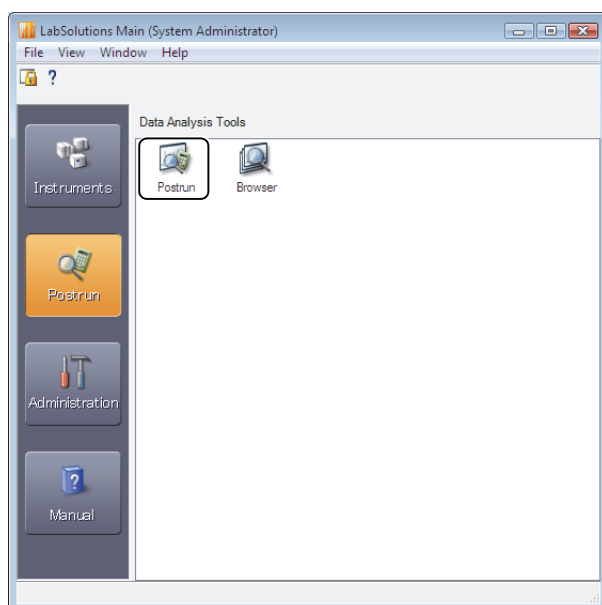 LabSolutions Main (System Administrator)
File View Window Help
?
Data Analysis Tools
Instruments
Postrun Browser
Postrun
Administration
?
Manual